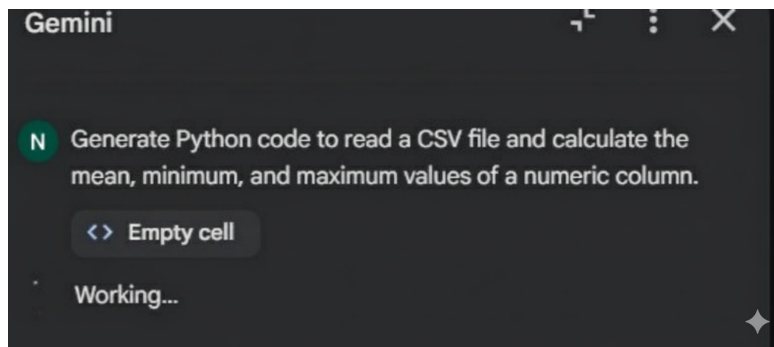 Gemini
N
Generate Python code to read a CSV file and calculate the
mean, minimum, and maximum values of a numeric column.
<> Empty cell
Working...